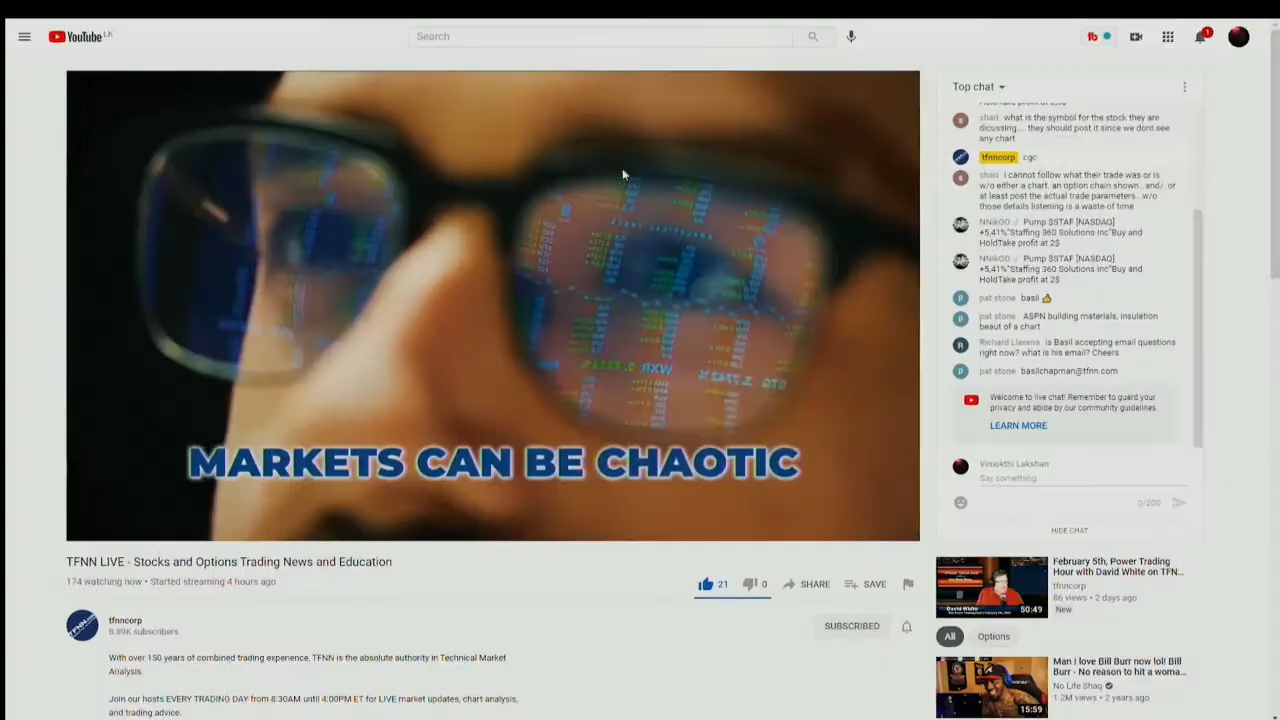 YouTube LK
Search
1
Top chat
shari what is the symbol for the stock they are
dicussing.... they should post it since we dont see
any chart
tfnncorp cgc
shari I cannot follow what their trade was or is
w/o either a chart. an option chain shown.. and/ or
at least post the actual trade parameters...w/o
those details listening is a waste of time
NNikOO :/ Pump $STAF [NASDAQ]
+5,41%"Staffing 360 Solutions Inc"Buy and
HoldTake profit at 2$
NNikOO :/ Pump $STAF [NASDAQ]
+5,41%"Staffing 360 Solutions Inc"Buy and
HoldTake profit at 2$
pat stone basil 👍
pat stone ASPN building materials, insulation
beaut of a chart
Richard Llerena is Basil accepting email questions
right now? what is his email? Cheers
pat stone basilchapman@tfnn.com
Welcome to live chat! Remember to guard your
privacy and abide by our community guidelines.
LEARN MORE
Vimukthi Lakshan
Say something
0/200
HIDE CHAT
MARKETS CAN BE CHAOTIC
TFNN LIVE - Stocks and Options Trading News and Education
174 watching now • Started streaming 4 hours ago
21 0 SHARE SAVE
tfnncorp
8.89K subscribers
SUBSCRIBED
With over 150 years of combined trading experience, TFNN is the absolute authority in Technical Market
Analysis.
Join our hosts EVERY TRADING DAY from 8:30AM until 4:00PM ET for LIVE market updates, chart analysis,
and trading advice.
David White
50:49
February 5th, Power Trading
Hour with David White on TFN...
tfnncorp
86 views • 2 days ago
New
All Options
15:59
Man I love Bill Burr now lol! Bill
Burr - No reason to hit a woma...
No Life Shaq
1.2M views • 2 years ago